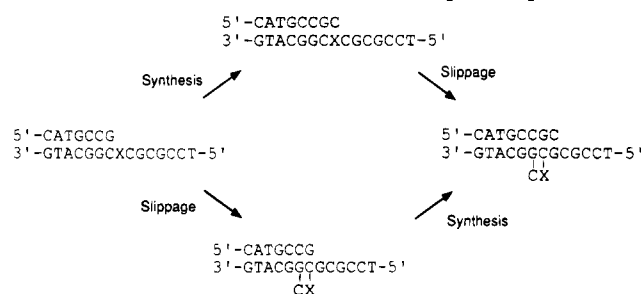 5'-CATGCCGC
3'-GTACGGCXCGCGCCT-5'
Synthesis
Slippage
5'-CATGCCG
3'-GTACGGCXCGCGCCT-5'
5'-CATGCCGC
3'-GTACGGCGCGCCT-5'
CX
Slippage
Synthesis
5'-CATGCCG
3'-GTACGGCGCGCCT-5'
CX